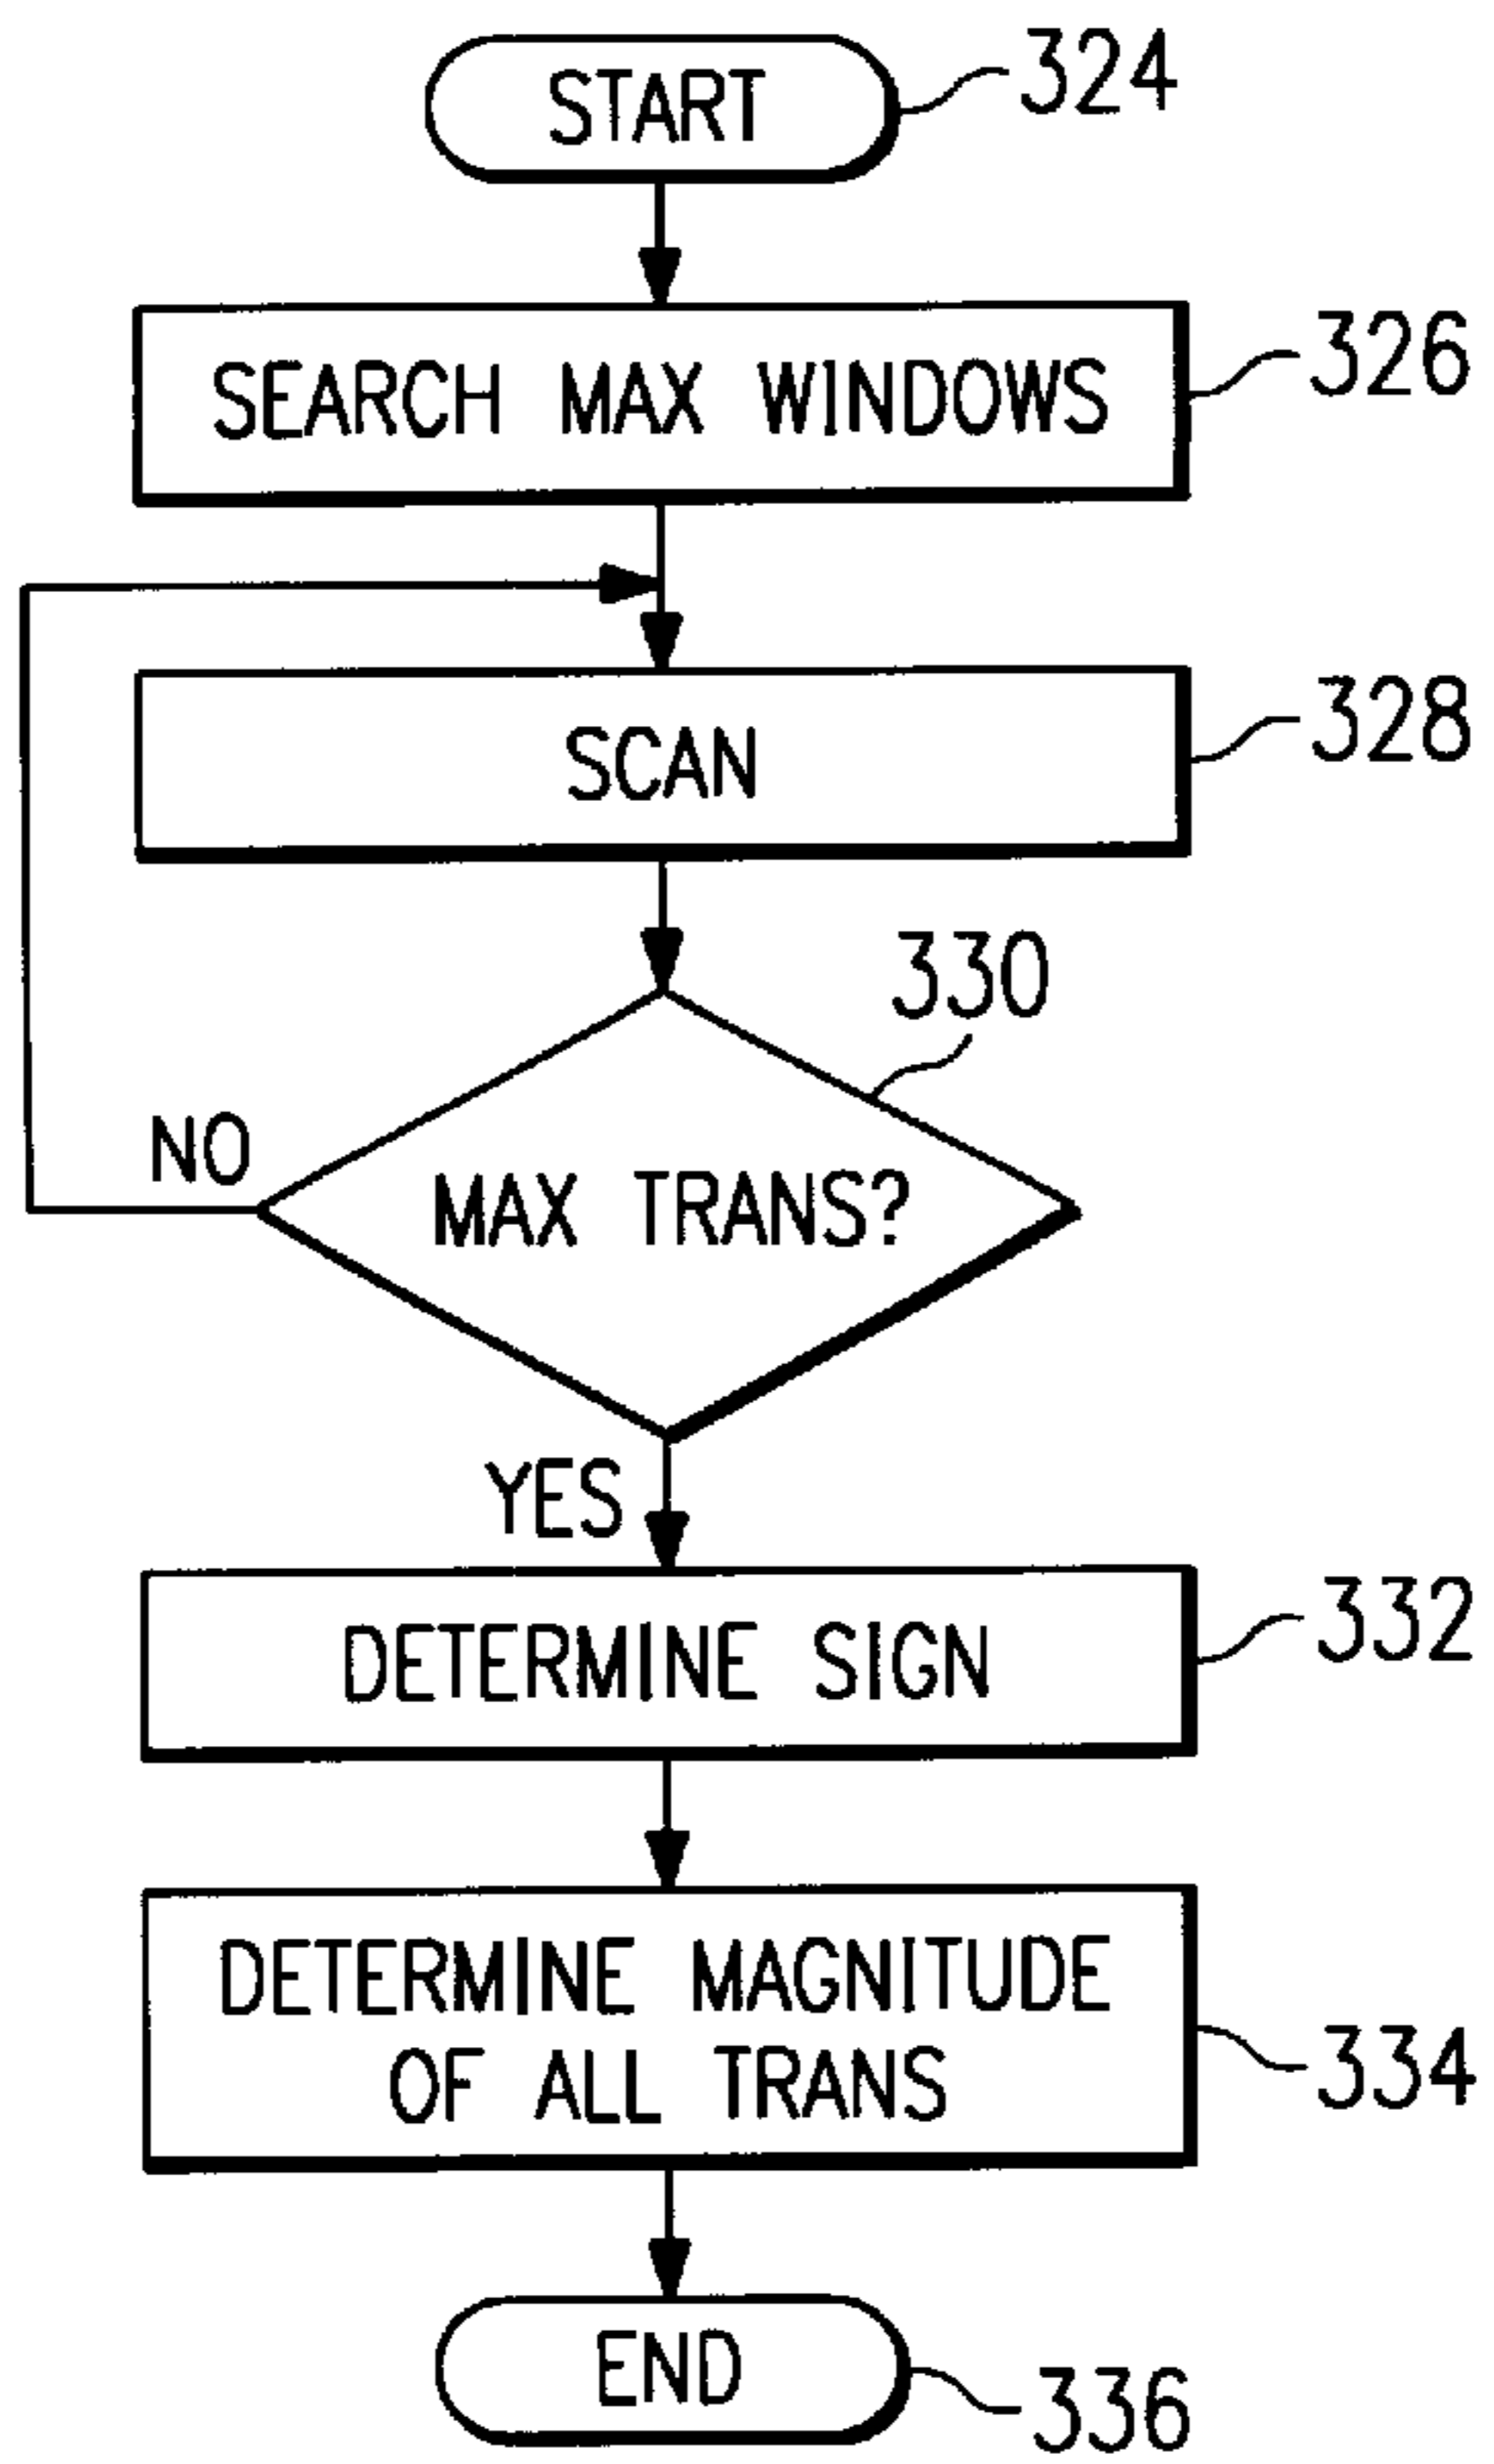 START
324
SEARCH MAX WINDOWS
326
SCAN
328
330
MAX TRANS?
NO
YES
DETERMINE SIGN
332
DETERMINE MAGNITUDE
OF ALL TRANS
334
END
336